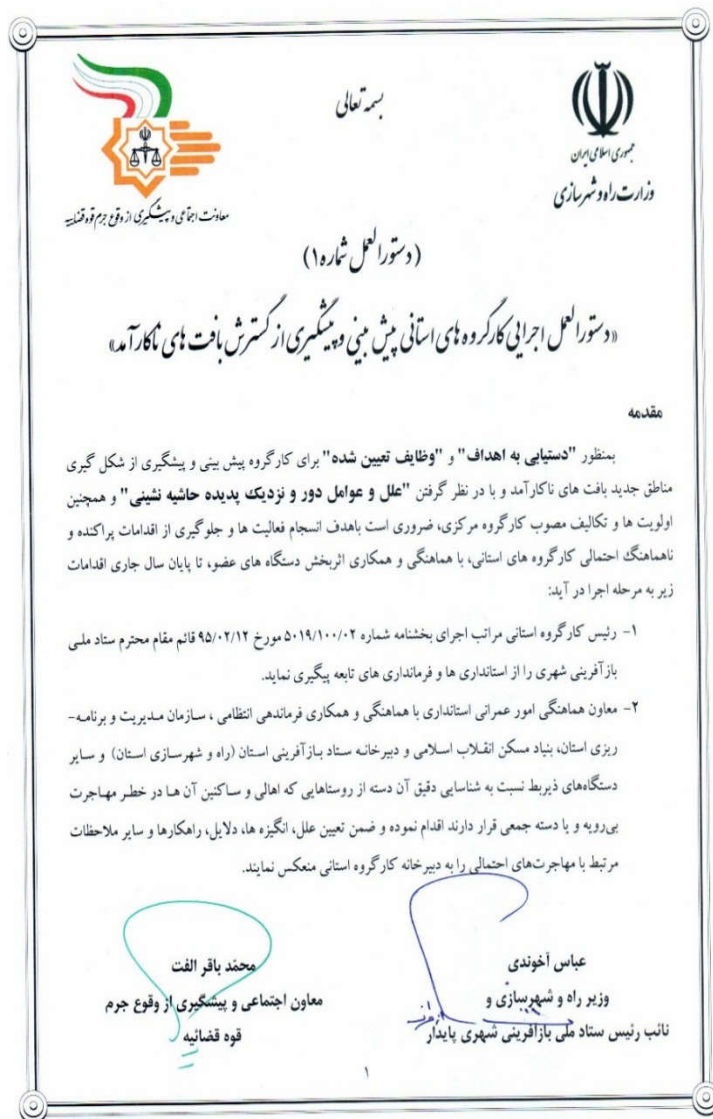 بسمه تعالی
جمهوری اسلامی ایران
وزارت راه و شهرسازی
معاونت اجتماعی و پیشگیری از وقوع جرم قوه قضائیه
(دستورالعمل شماره ۱)
«دستورالعمل اجرایی کارگروه های استانی پیش بینی و پیشگیری از گسترش بافت های ناکارآمد»
مقدمه
بمنظور "دستیابی به اهداف" و "وظایف تعیین شده" برای کارگروه پیش بینی و پیشگیری از شکل گیری
مناطق جدید بافت های ناکارآمد و با در نظر گرفتن "علل و عوامل دور و نزدیک پدیده حاشیه نشینی" و همچنین
اولویت ها و تکالیف مصوب کارگروه مرکزی، ضروری است باهدف انسجام فعالیت ها و جلوگیری از اقدامات پراکنده و
ناهماهنگ احتمالی کارگروه های استانی، با هماهنگی و همکاری اثربخش دستگاه های عضو، تا پایان سال جاری اقدامات
زیر به مرحله اجرا در آید:
۱- رئیس کارگروه استانی مراتب اجرای بخشنامه شماره ۵۰۱۹/۱۰۰/۰۲ مورخ ۹۵/۰۲/۱۲ قائم مقام محترم ستاد ملی
بازآفرینی شهری را از استانداری ها و فرمانداری های تابعه پیگیری نماید.
۲- معاون هماهنگی امور عمرانی استانداری با هماهنگی و همکاری فرماندهی انتظامی ، سازمان مدیریت و برنامه-
ریزی استان، بنیاد مسکن انقلاب اسلامی و دبیرخانه ستاد بازآفرینی استان (راه و شهرسازی استان) و سایر
دستگاه‌های ذیربط نسبت به شناسایی دقیق آن دسته از روستاهایی که اهالی و ساکنین آن ها در خطر مهاجرت
بی‌رویه و یا دسته جمعی قرار دارند اقدام نموده و ضمن تعیین علل، انگیزه ها، دلایل، راهکارها و سایر ملاحظات
مرتبط با مهاجرت‌های احتمالی را به دبیرخانه کارگروه استانی منعکس نمایند.
عباس آخوندی
وزیر راه و شهرسازی و
نائب رئیس ستاد ملی بازآفرینی شهری پایدار
محمّد باقر الفت
معاون اجتماعی و پیشگیری از وقوع جرم
قوه قضائیه
۱